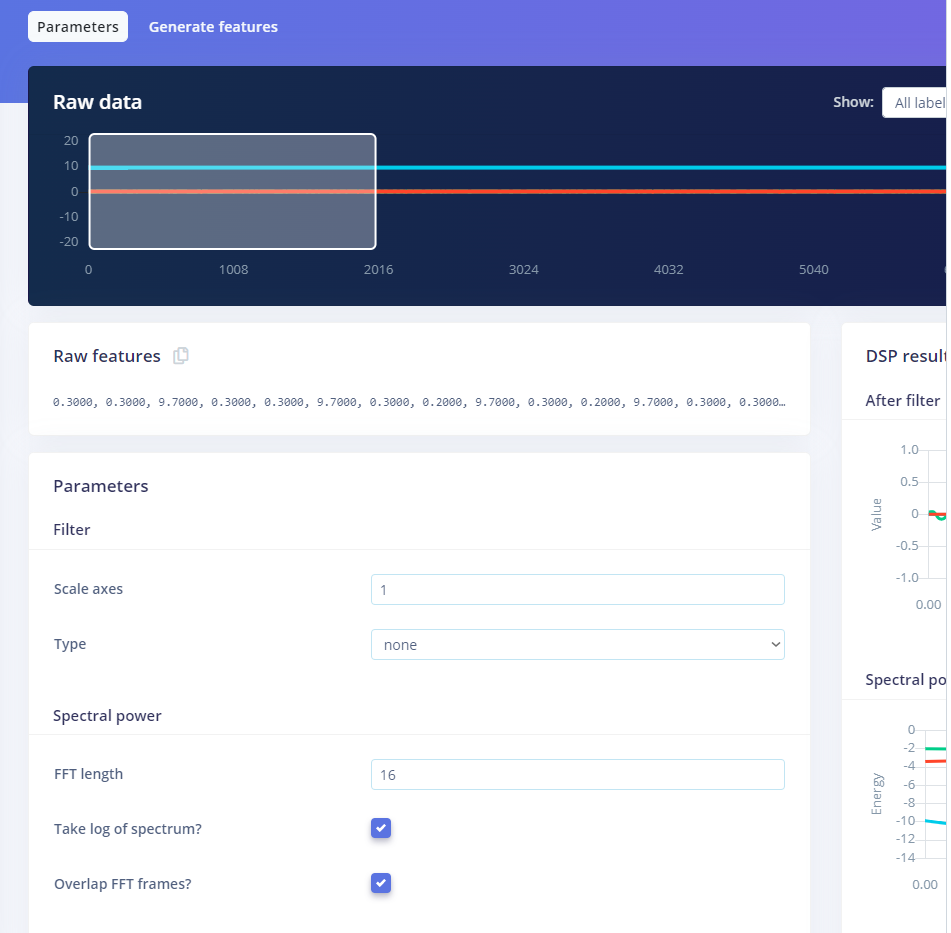 Parameters Generate features
Raw data Show: All label
20
10
0
-10
-20
0 1008 2016 3024 4032 5040
Raw features
0.3000, 0.3000, 9.7000, 0.3000, 0.3000, 9.7000, 0.3000, 0.2000, 9.7000, 0.3000, 0.2000, 9.7000, 0.3000, 0.3000…
Parameters
Filter
Scale axes 1
Type none
Spectral power
FFT length 16
Take log of spectrum?
Overlap FFT frames?
DSP result
After filter
Value
1.0
0.5
0
-0.5
-1.0
0.00
Spectral po
Energy
0
-2
-4
-6
-8
-10
-12
-14
0.00